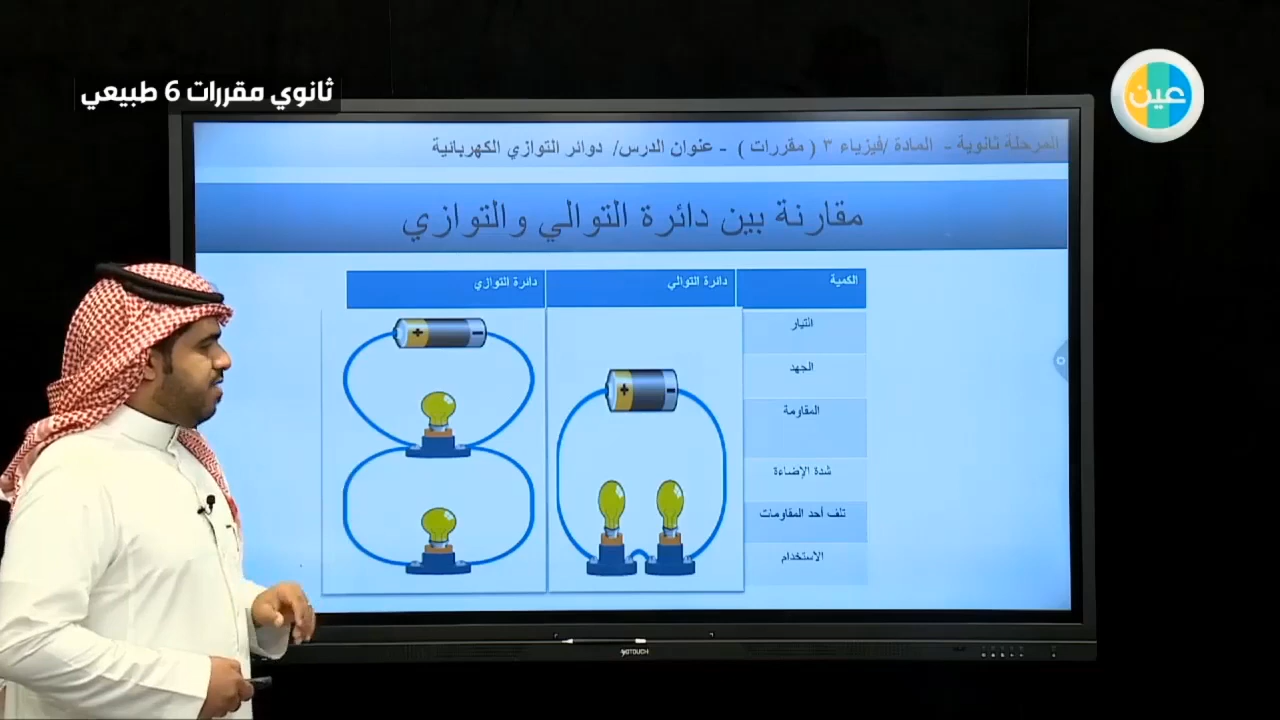 ثانوي مقررات 6 طبيعي
عين
المرحلة ثانوية - المادة /فيزياء ٣ ( مقررات ) - عنوان الدرس/ دوائر التوازي الكهربائية
مقارنة بين دائرة التوالي والتوازي
الكمية دائرة التوالي دائرة التوازي
التيار
الجهد
المقاومة
شدة الإضاءة
تلف أحد المقاومات
الاستخدام
+ -
+ -